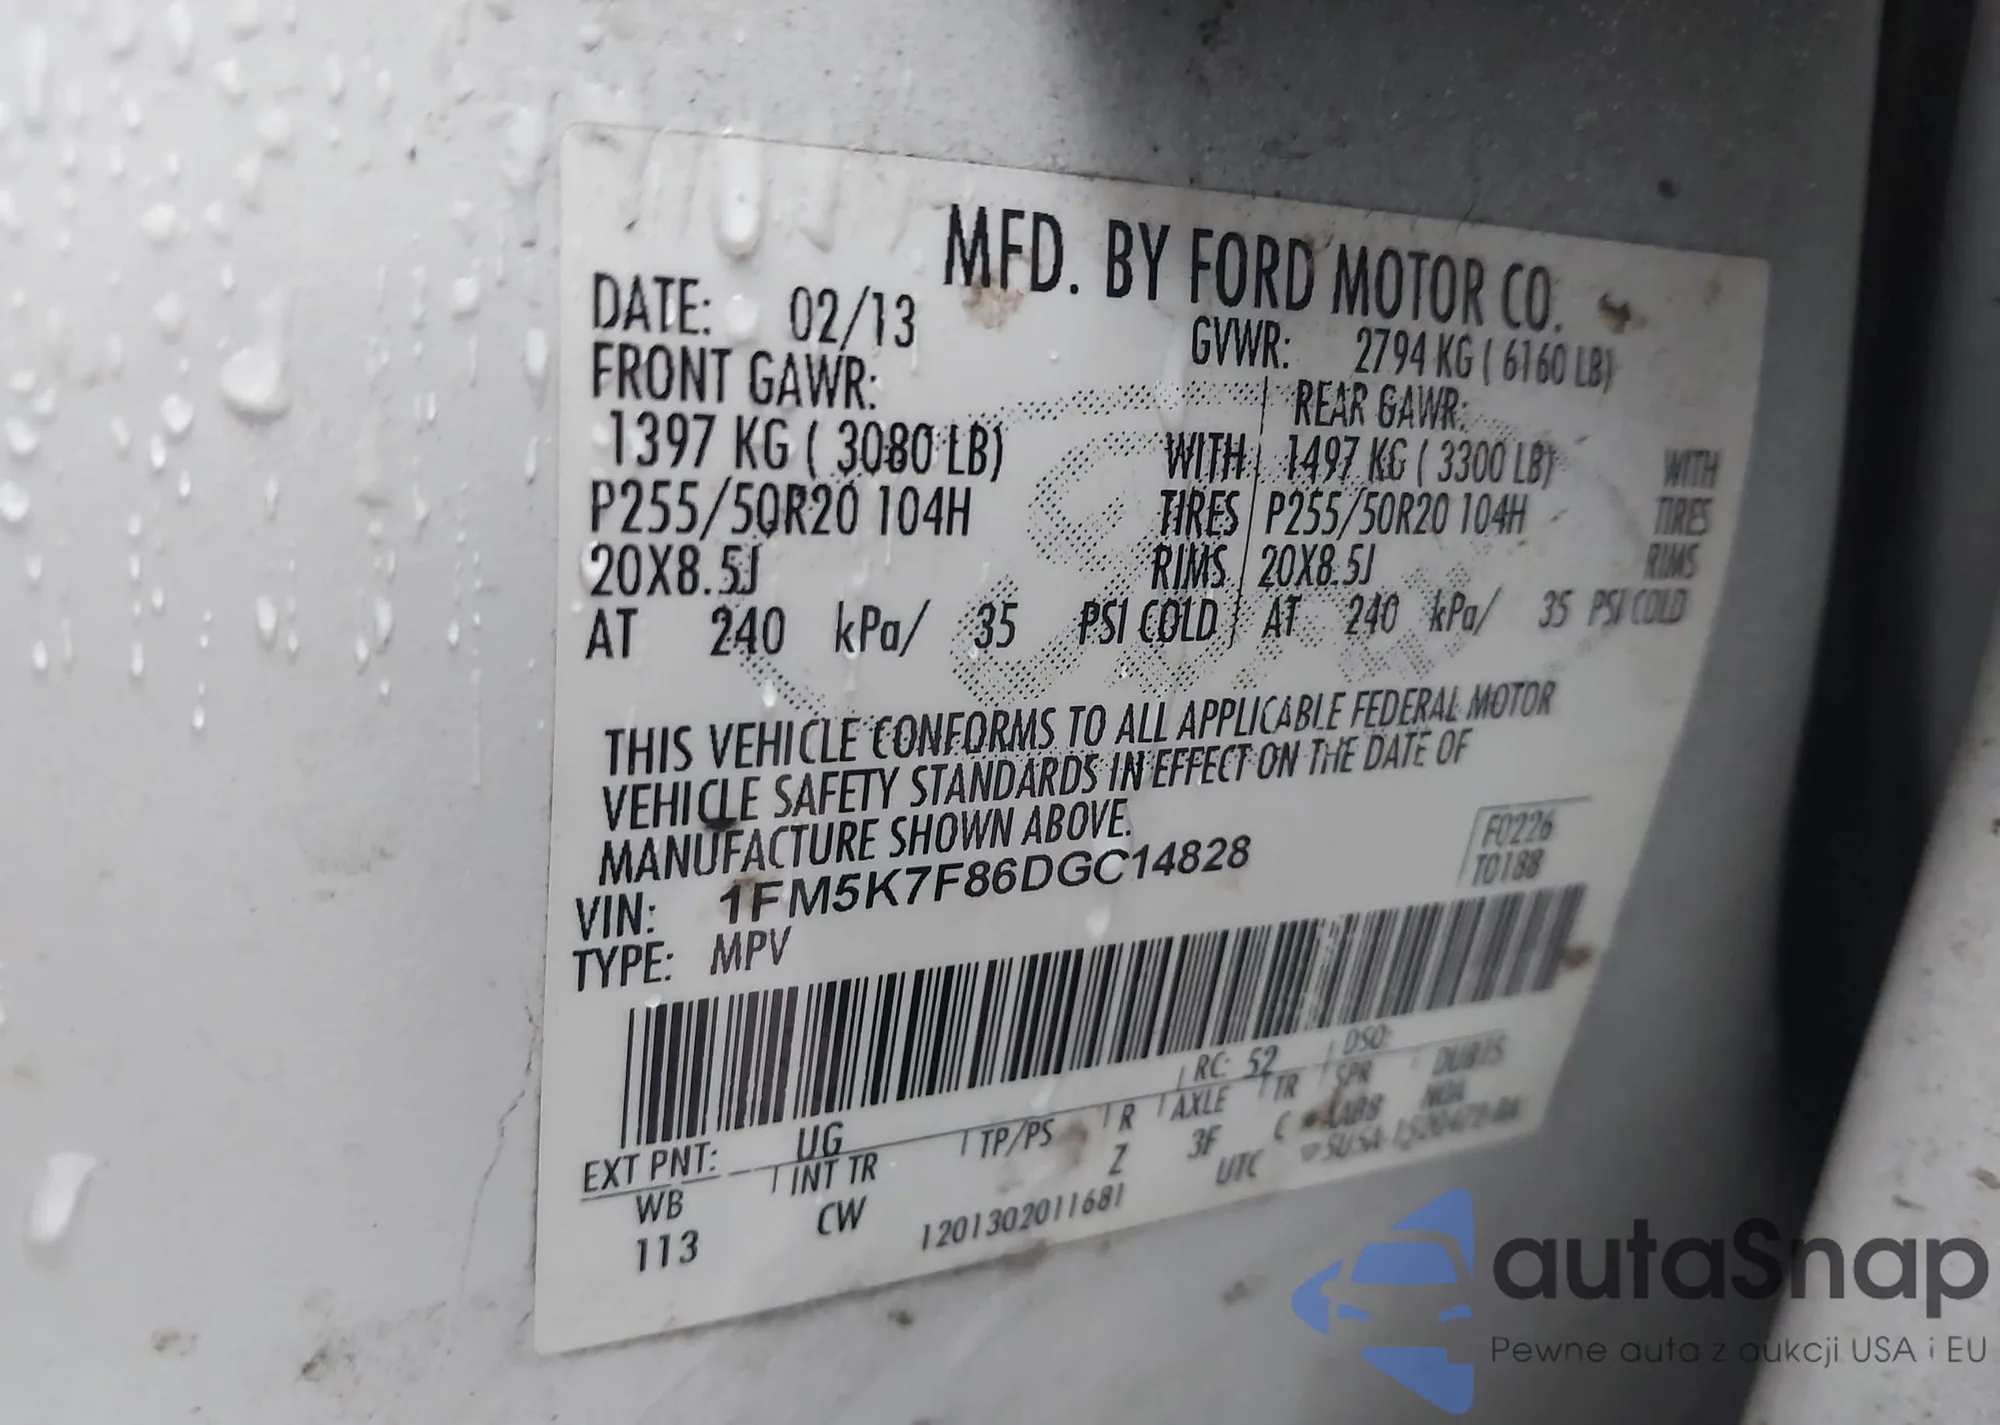 MFD. BY FORD MOTOR CO.
DATE: 02/13 GVWR: 2794 KG ( 6160 LB)
FRONT GAWR: REAR GAWR:
1397 KG ( 3080 LB) WITH 1497 KG ( 3300 LB) WITH
P255/50R20 104H TIRES P255/50R20 104H TIRES
20X8.5J RIMS 20X8.5J RIMS
AT 240 kPa/ 35 PSI COLD AT 240 kPa/ 35 PSI COLD
THIS VEHICLE CONFORMS TO ALL APPLICABLE FEDERAL MOTOR
VEHICLE SAFETY STANDARDS IN EFFECT ON THE DATE OF
MANUFACTURE SHOWN ABOVE.
F0226
T0188
VIN: 1FM5K7F86DGC14828
TYPE: MPV
EXT PNT: UG RC: 52 DSO:
WB INT TR TP/PS R AXLE TR SPR
113 CW Z 3F C
1201302011681 UTC
autaSnap
Pewne auta z aukcji USA i EU